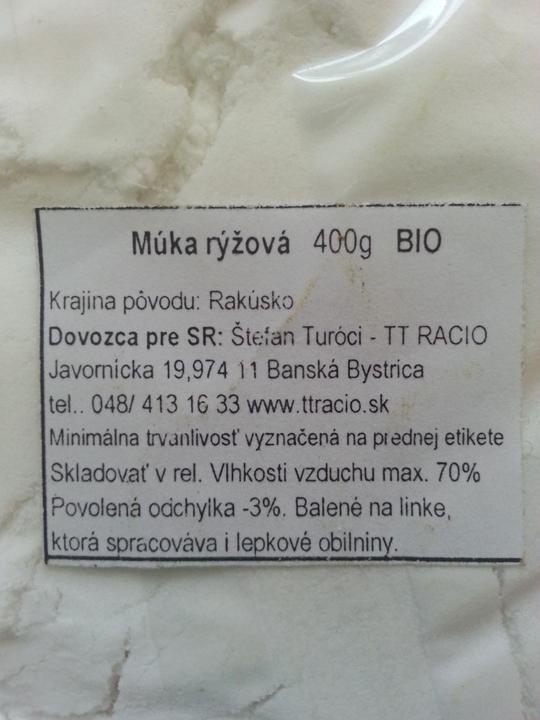 Múka ryžová 400g BIO
Krajina pôvodu: Rakúsko
Dovozca pre SR: Štefan Turóci - TT RACIO
Javornícka 19,974 11 Banská Bystrica
tel.. 048/ 413 16 33 www.ttracio.sk
Minimálna trvanlivosť vyznačená na prednej etikete
Skladovať v rel. Vlhkosti vzduchu max. 70%
Povolená odchylka -3%. Balené na linke,
ktorá spracováva i lepkové obilniny.